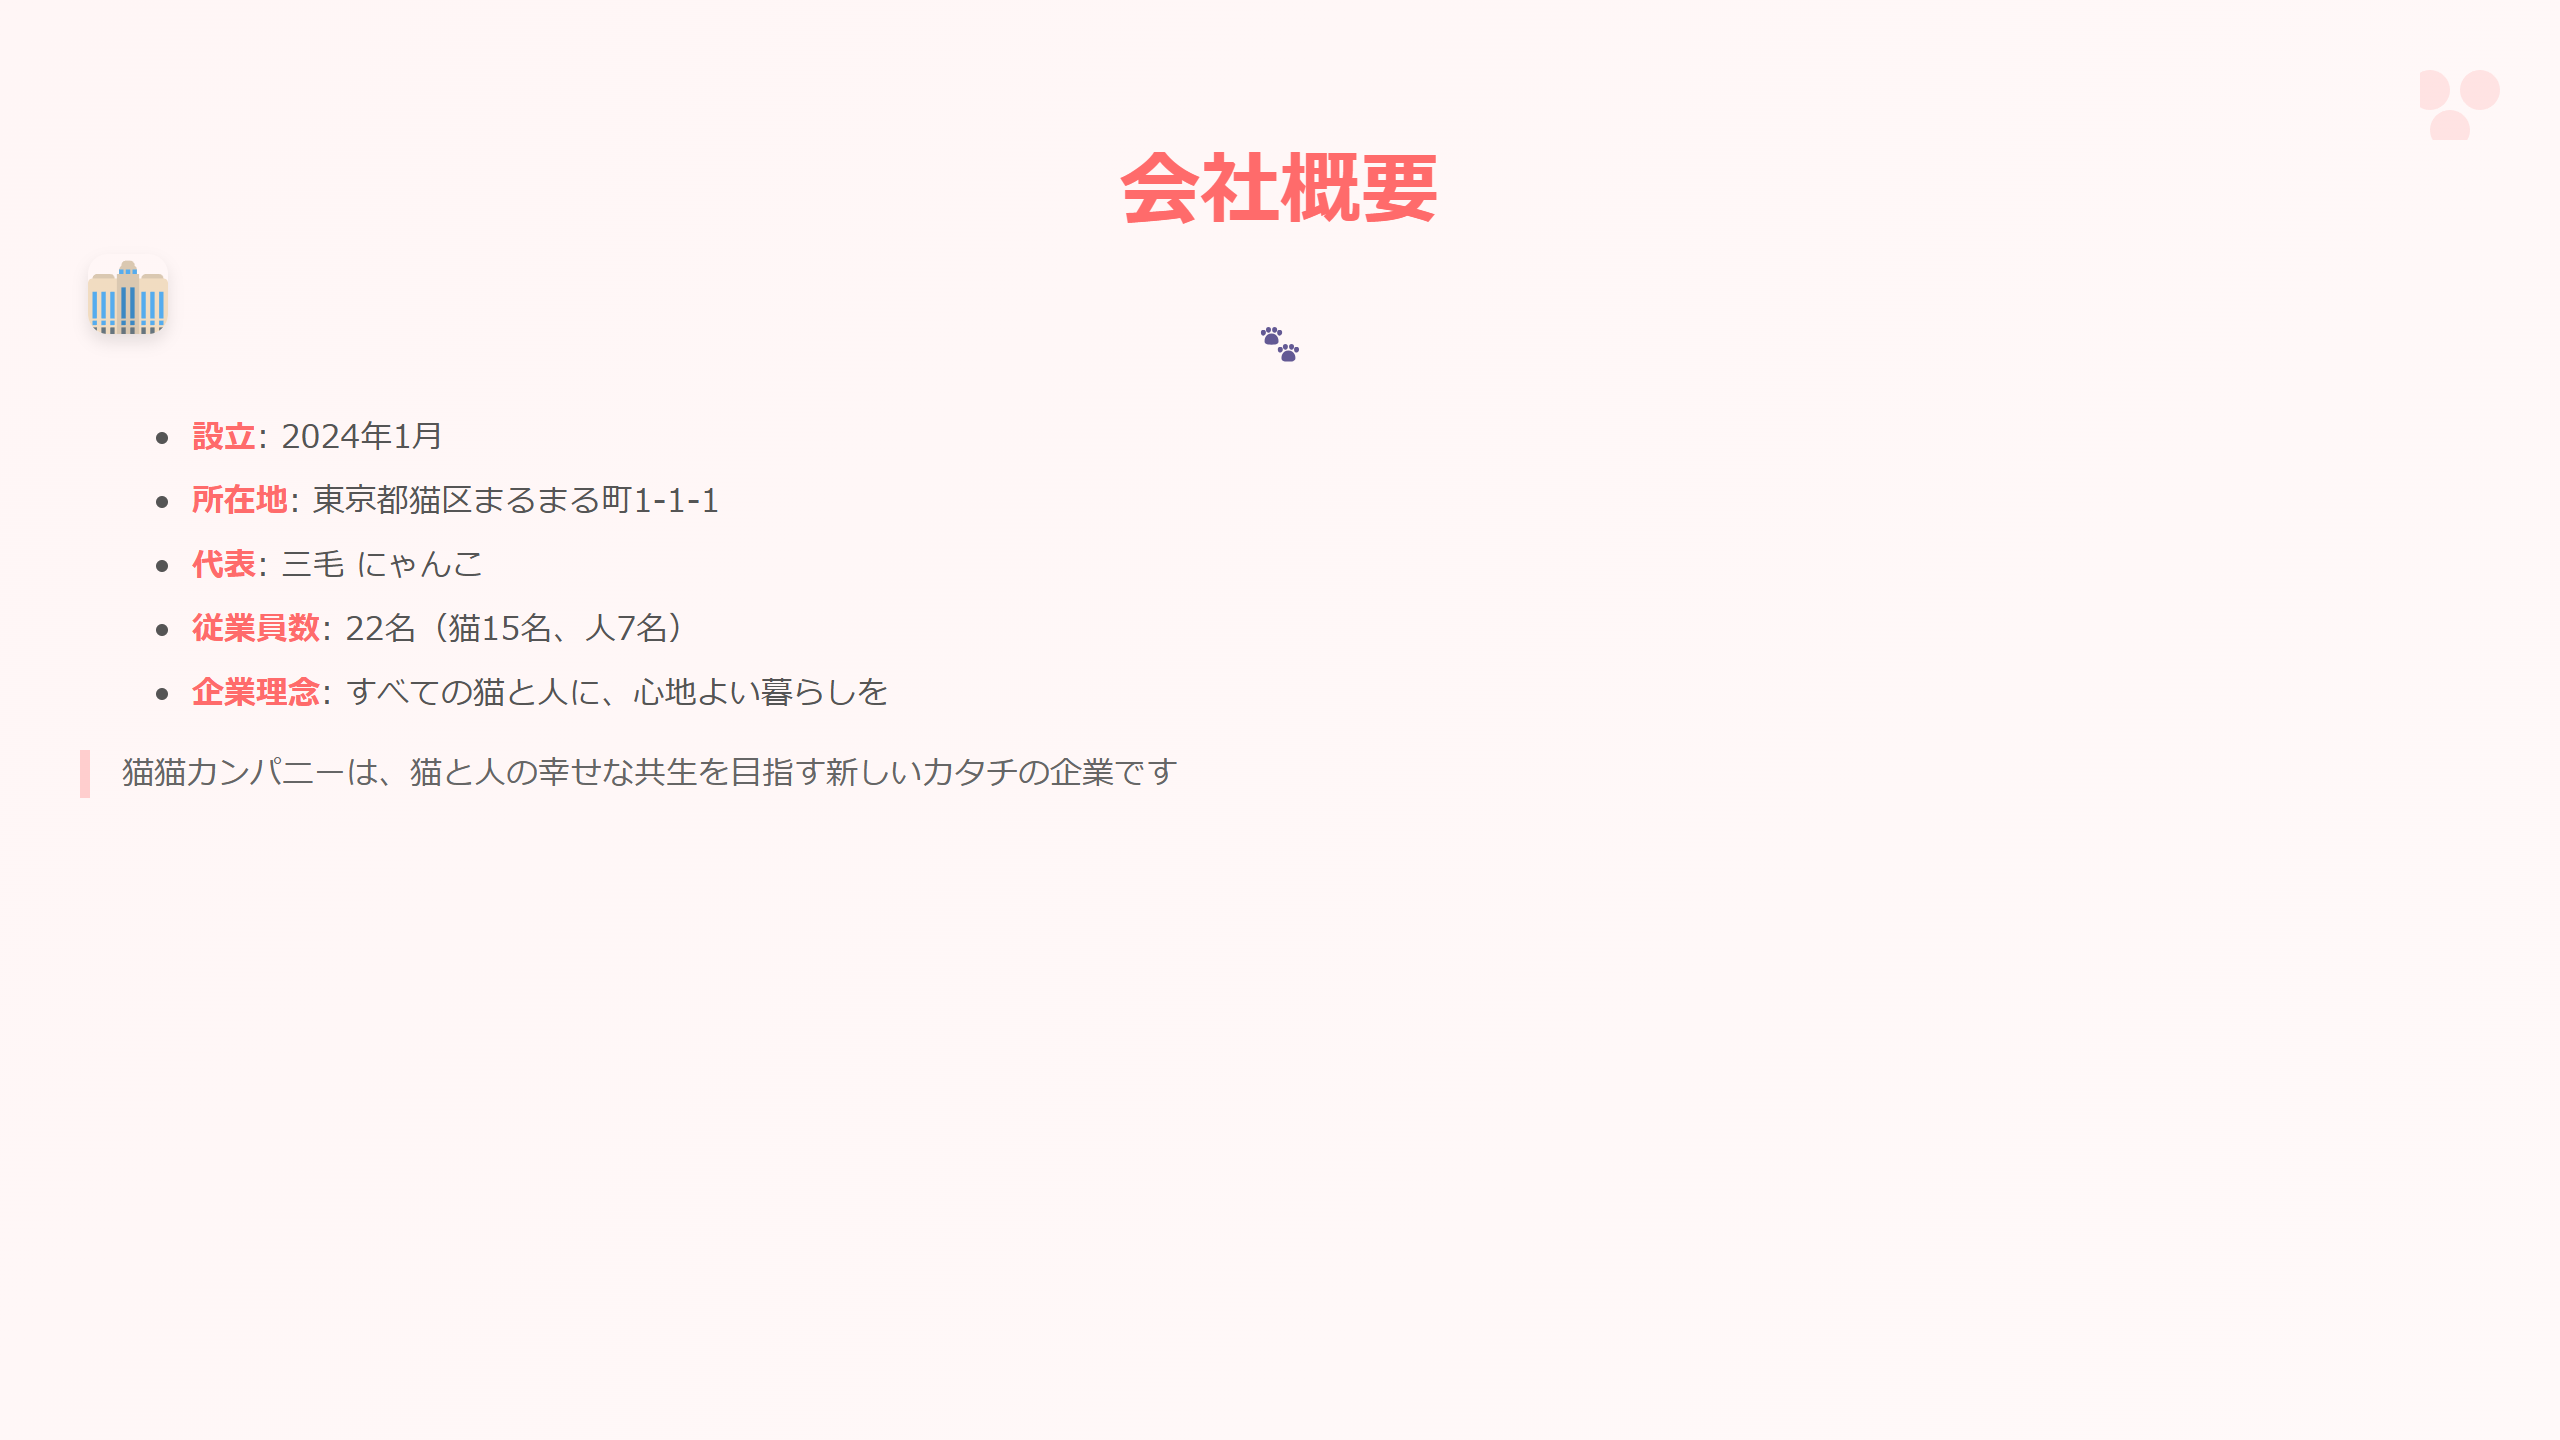 会社概要
設立: 2024年1月
所在地: 東京都猫区まるまる町1-1-1
代表: 三毛 にゃんこ
従業員数: 22名（猫15名、人7名）
企業理念: すべての猫と人に、心地よい暮らしを
猫猫カンパニーは、猫と人の幸せな共生を目指す新しいカタチの企業です